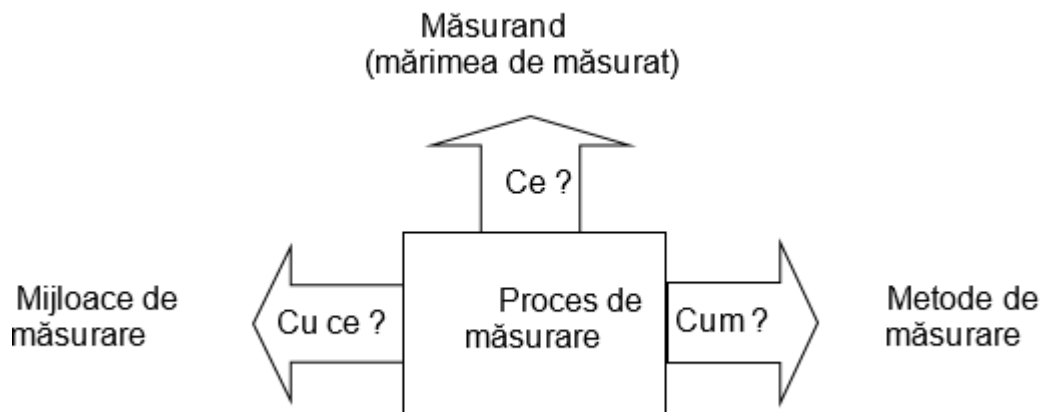 Măsurand
(mărimea de măsurat)
Ce ?
Mijloace de
măsurare
Cu ce ?
Proces de
măsurare
Cum ?
Metode de
măsurare